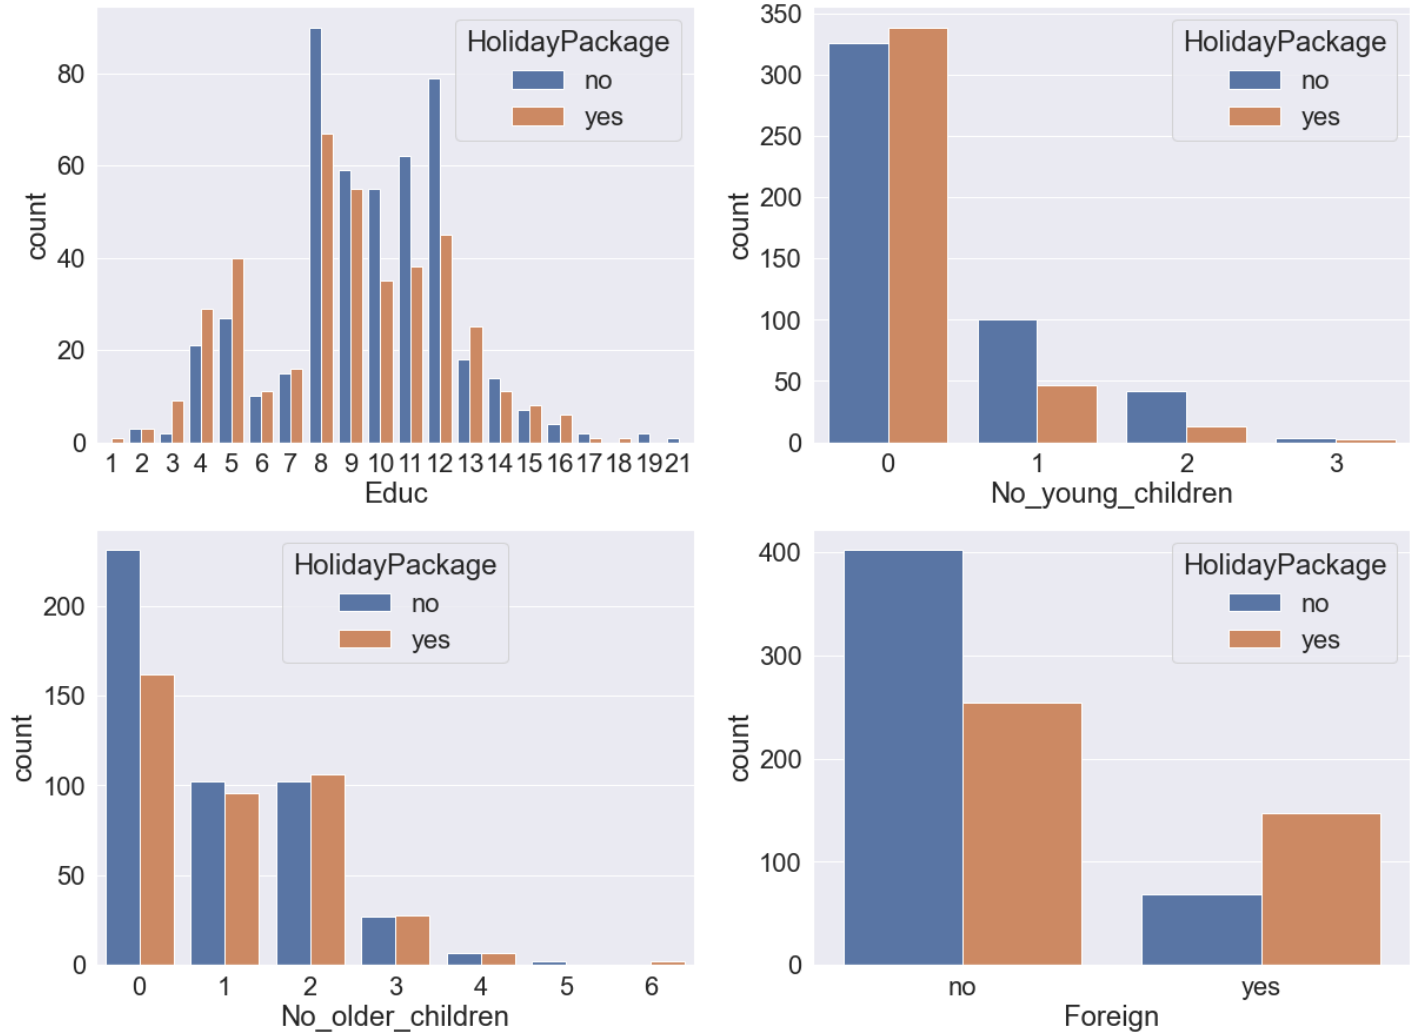 HolidayPackage
no
yes
80
60
40
20
0
count
1 2 3 4 5 6 7 8 9 10 11 12 13 14 15 16 17 18 19 21
Educ
HolidayPackage
no
yes
350
300
250
200
150
100
50
0
count
0 1 2 3
No_young_children
HolidayPackage
no
yes
200
150
100
50
0
count
0 1 2 3 4 5 6
No_older_children
HolidayPackage
no
yes
400
300
200
100
0
count
no yes
Foreign